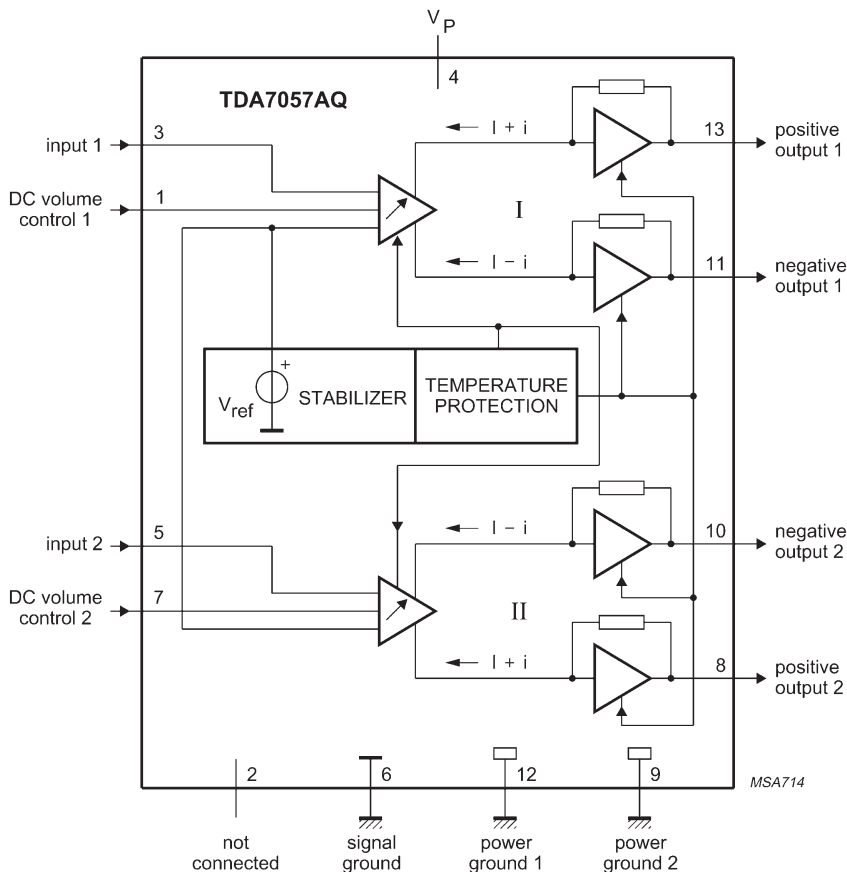 V P
4
TDA7057AQ
input 1
3
I + i
13
positive
output 1
DC volume
control 1
1
I
I – i
11
negative
output 1
+
Vref
STABILIZER
TEMPERATURE
PROTECTION
input 2
5
I – i
10
negative
output 2
DC volume
control 2
7
II
I + i
8
positive
output 2
2
6
12
9
MSA714
not
connected
signal
ground
power
ground 1
power
ground 2